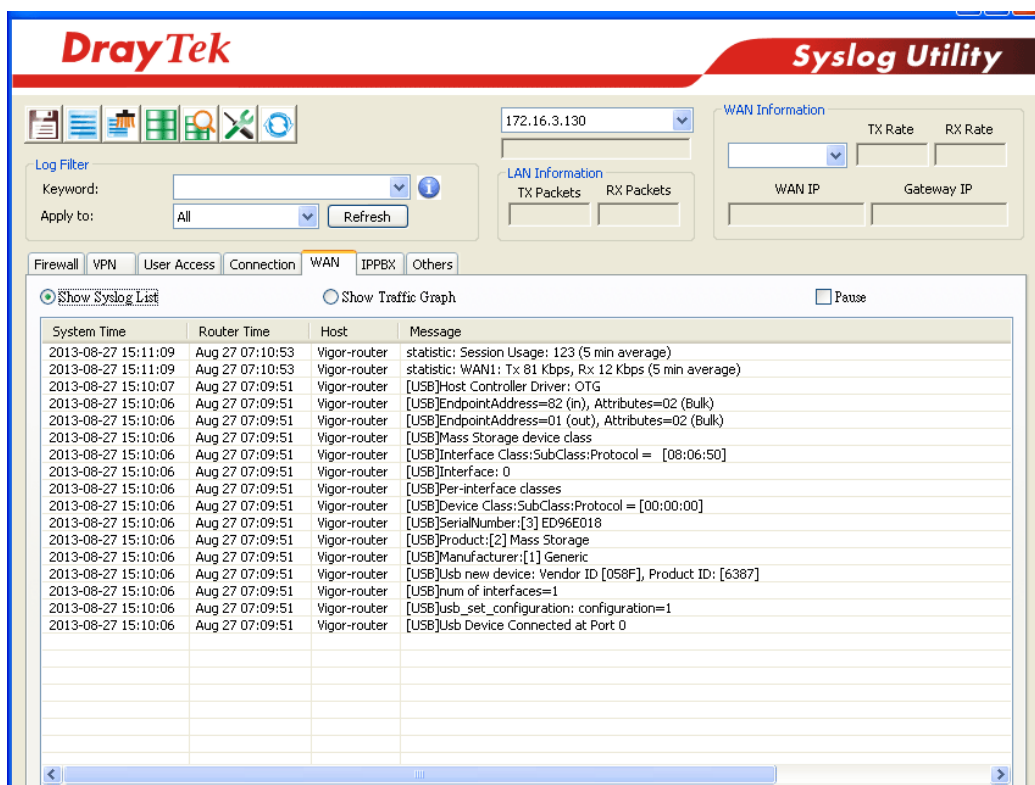 DrayTek
Syslog Utility
172.16.3.130
WAN Information
TX Rate RX Rate
Log Filter
Keyword:
LAN Information
TX Packets RX Packets
WAN IP Gateway IP
Apply to: All Refresh
Firewall VPN User Access Connection WAN IPPBX Others
Show Syslog List Show Traffic Graph Pause
System Time Router Time Host Message
2013-08-27 15:11:09 Aug 27 07:10:53 Vigor-router statistic: Session Usage: 123 (5 min average)
2013-08-27 15:11:09 Aug 27 07:10:53 Vigor-router statistic: WAN1: Tx 81 Kbps, Rx 12 Kbps (5 min average)
2013-08-27 15:10:07 Aug 27 07:09:51 Vigor-router [USB]Host Controller Driver: OTG
2013-08-27 15:10:06 Aug 27 07:09:51 Vigor-router [USB]EndpointAddress=82 (in), Attributes=02 (Bulk)
2013-08-27 15:10:06 Aug 27 07:09:51 Vigor-router [USB]EndpointAddress=01 (out), Attributes=02 (Bulk)
2013-08-27 15:10:06 Aug 27 07:09:51 Vigor-router [USB]Mass Storage device class
2013-08-27 15:10:06 Aug 27 07:09:51 Vigor-router [USB]Interface Class:SubClass:Protocol = [08:06:50]
2013-08-27 15:10:06 Aug 27 07:09:51 Vigor-router [USB]Interface: 0
2013-08-27 15:10:06 Aug 27 07:09:51 Vigor-router [USB]Per-interface classes
2013-08-27 15:10:06 Aug 27 07:09:51 Vigor-router [USB]Device Class:SubClass:Protocol = [00:00:00]
2013-08-27 15:10:06 Aug 27 07:09:51 Vigor-router [USB]SerialNumber:[3] ED96E018
2013-08-27 15:10:06 Aug 27 07:09:51 Vigor-router [USB]Product:[2] Mass Storage
2013-08-27 15:10:06 Aug 27 07:09:51 Vigor-router [USB]Manufacturer:[1] Generic
2013-08-27 15:10:06 Aug 27 07:09:51 Vigor-router [USB]Usb new device: Vendor ID [058F], Product ID: [6387]
2013-08-27 15:10:06 Aug 27 07:09:51 Vigor-router [USB]num of interfaces=1
2013-08-27 15:10:06 Aug 27 07:09:51 Vigor-router [USB]usb_set_configuration: configuration=1
2013-08-27 15:10:06 Aug 27 07:09:51 Vigor-router [USB]Usb Device Connected at Port 0